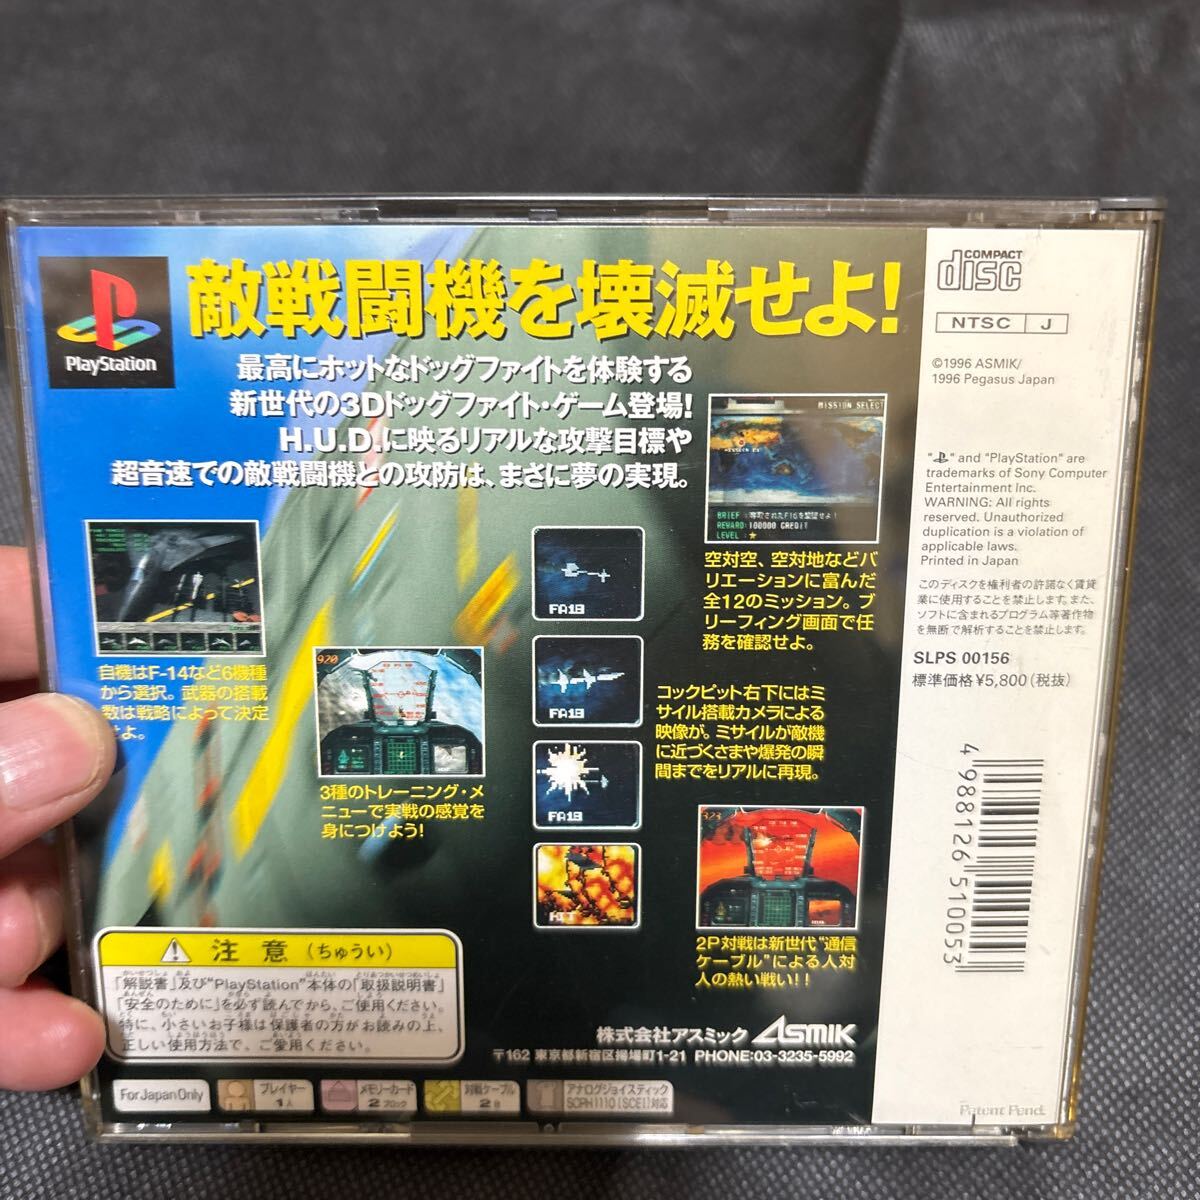 PlayStation
敵戦闘機を壊滅せよ!
最高にホットなドッグファイトを体験する
新世代の3Dドッグファイト・ゲーム登場!
H.U.D.に映るリアルな攻撃目標や
超音速での敵戦闘機との攻防は、まさに夢の実現。
MISSION SELECT
REWARD:100000 CREDIT
LEVEL :★
空対空、空対地などバ
リエーションに富んだ
全12のミッション。ブ
リーフィング画面で任
務を確認せよ。
自機はF-14など6機種
から選択。武器の搭載
数は戦略によって決定
せよ。
920
3種のトレーニング・メ
ニューで実戦の感覚を
身につけよう!
FA18
FA18
FA18
HIT
コックピット右下にはミ
サイル搭載カメラによる
映像が。ミサイルが敵機
に近づくさまや爆発の瞬
間までをリアルに再現。
323
2P対戦は新世代"通信
ケーブル"による人対
人の熱い戦い!!
注意(ちゅうい)
「解説書」及び"PlayStation"本体の「取扱説明書」
「安全のために」を必ず読んでから、ご使用ください。
特に、小さいお子様は保護者の方がお読みの上、
正しい使用方法で、ご愛用ください。
株式会社アスミック ASMIK
〒162 東京都新宿区揚場町1-21 PHONE:03-3235-5992
For Japan Only
プレイヤー
1人
メモリーカード
2ブロック
対戦ケーブル
2台
アナログジョイスティック
SCPH1110(SCEI)対応
COMPACT
disc
NTSC J
©1996 ASMIK/
1996 Pegasus Japan
" " and "PlayStation" are
trademarks of Sony Computer
Entertainment Inc.
WARNING: All rights
reserved. Unauthorized
duplication is a violation of
applicable laws.
Printed in Japan
このディスクを権利者の許諾なく賃貸
業に使用することを禁止します。また、
ソフトに含まれるプログラム等著作物
を無断で解析することを禁止します。
SLPS 00156
標準価格¥5,800(税抜)
4988126510053
Patent Pend.